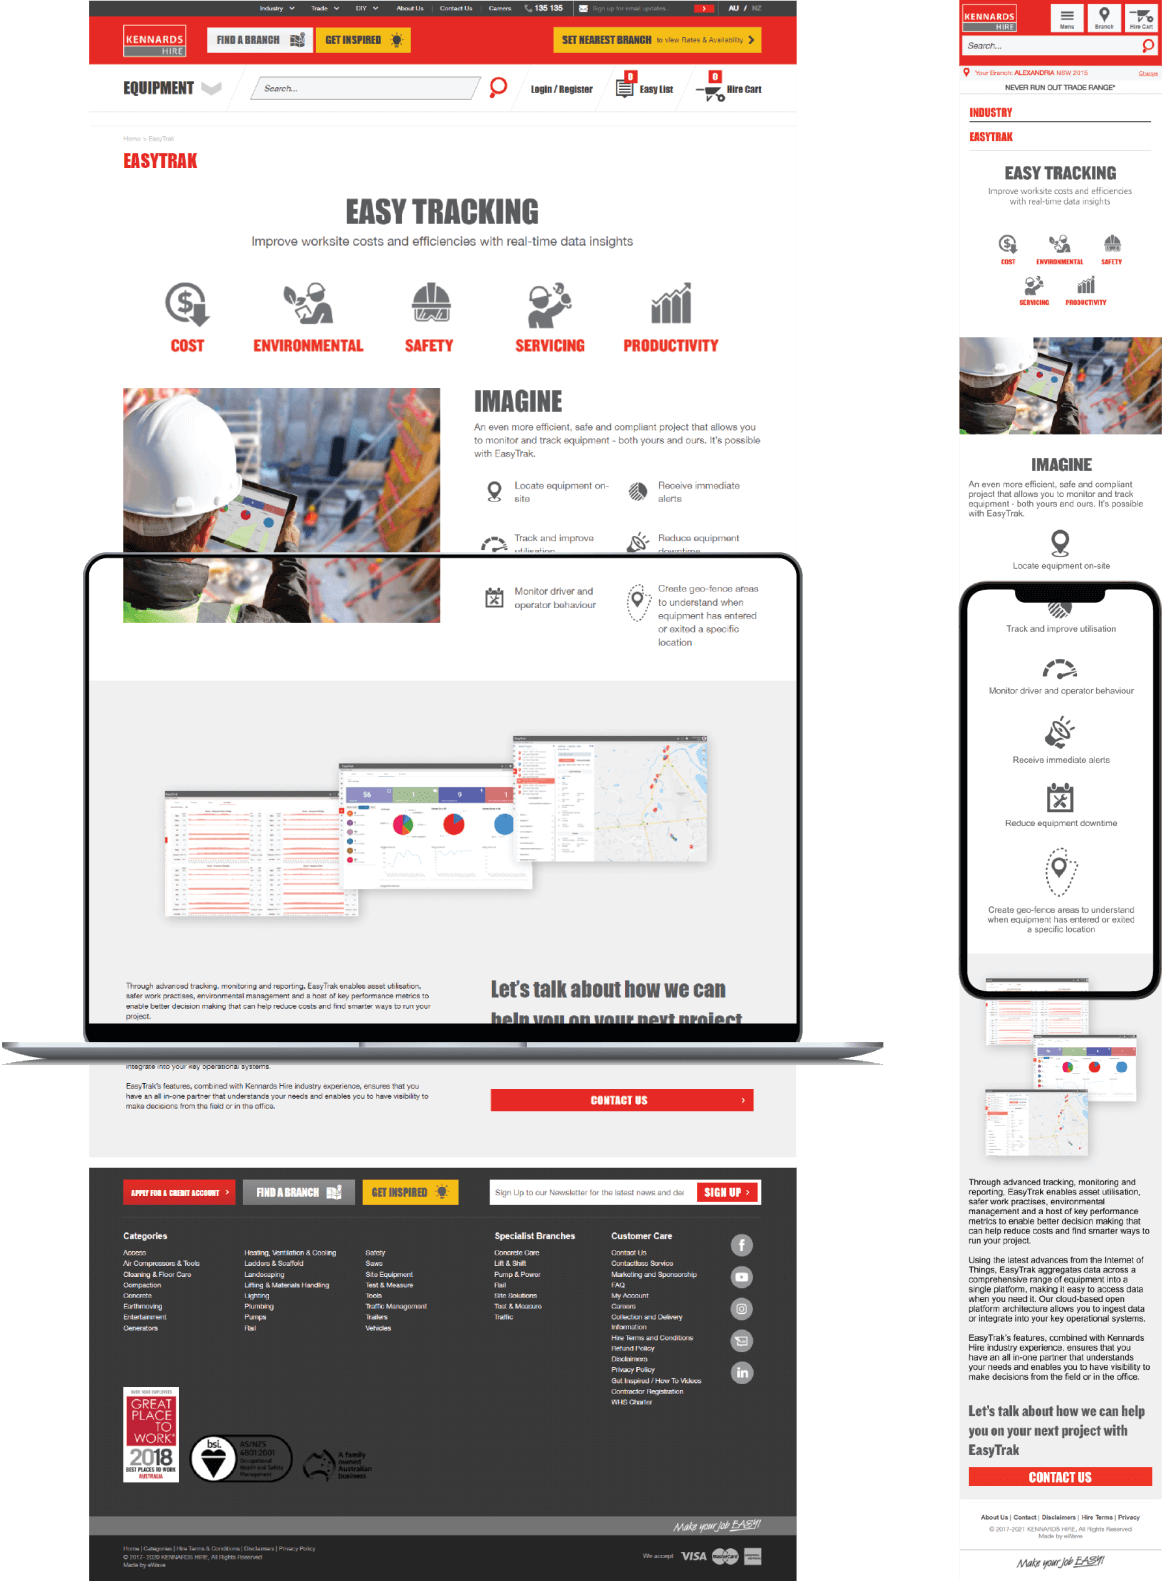 Industry
Trade
DIY
About Us
Contact Us
Careers
135 135
Sign up for email updates...
AU / NZ
KENNARDS
HIRE
FIND A BRANCH
GET INSPIRED
SET NEAREST BRANCH to view Rates & Availability
EQUIPMENT
Search...
Login / Register
0
Easy List
0
Hire Cart
Home > EasyTrak
EASYTRAK
EASY TRACKING
Improve worksite costs and efficiencies with real-time data insights
COST
ENVIRONMENTAL
SAFETY
SERVICING
PRODUCTIVITY
IMAGINE
An even more efficient, safe and compliant project that allows you
to monitor and track equipment - both yours and ours. It's possible
with EasyTrak.
Locate equipment on-
site
Receive immediate
alerts
Track and improve
utilisation
Reduce equipment
downtime
Monitor driver and
operator behaviour
Create geo-fence areas
to understand when
equipment has entered
or exited a specific
location
56
1
9
1
Through advanced tracking, monitoring and reporting, EasyTrak enables asset utilisation,
safer work practises, environmental management and a host of key performance metrics to
enable better decision making that can help reduce costs and find smarter ways to run your
project.
Let's talk about how we can
help you on your next project
integrate into your key operational systems.
EasyTrak's features, combined with Kennards Hire industry experience, ensures that you
have an all in-one partner that understands your needs and enables you to have visibility to
make decisions from the field or in the office.
CONTACT US
APPLY FOR A CREDIT ACCOUNT
FIND A BRANCH
GET INSPIRED
Sign Up to our Newsletter for the latest news and dea
SIGN UP
Categories
Access
Air Compressors & Tools
Cleaning & Floor Care
Compaction
Concrete
Earthmoving
Entertainment
Generators
Heating, Ventilation & Cooling
Ladders & Scaffold
Landscaping
Lifting & Materials Handling
Lighting
Plumbing
Pumps
Rail
Safety
Saws
Site Equipment
Test & Measure
Tools
Traffic Management
Trailers
Vehicles
Specialist Branches
Concrete Care
Lift & Shift
Pump & Power
Rail
Site Solutions
Test & Measure
Traffic
Customer Care
Contact Us
Contactless Service
Marketing and Sponsorship
FAQ
My Account
Careers
Collection and Delivery
Information
Hire Terms and Conditions
Refund Policy
Disclaimers
Privacy Policy
Get Inspired / How To Videos
Contractor Registration
WHS Charter
GREAT
PLACE
TO
WORK
2018
BEST PLACES TO WORK
AUSTRALIA
bsi.
AS/NZS
4801:2001
Occupational
Health and Safety
Management
A family
owned
Australian
business
Make your job EASY!
Home | Categories | Hire Terms & Conditions | Disclaimers | Privacy Policy
© 2017- 2020 KENNARDS HIRE, All Rights Reserved
Made by eWave
We accept
VISA
mastercard
KENNARDS
HIRE
Menu
Branch
Hire Cart
Search...
Your Branch: ALEXANDRIA NSW 2015
Change
NEVER RUN OUT TRADE RANGE*
INDUSTRY
EASYTRAK
EASY TRACKING
Improve worksite costs and efficiencies
with real-time data insights
COST
ENVIRONMENTAL
SAFETY
SERVICING
PRODUCTIVITY
IMAGINE
An even more efficient, safe and compliant
project that allows you to monitor and track
equipment - both yours and ours. It's possible
with EasyTrak.
Locate equipment on-site
Track and improve utilisation
Monitor driver and operator behaviour
Receive immediate alerts
Reduce equipment downtime
Create geo-fence areas to understand
when equipment has entered or exited
a specific location
Through advanced tracking, monitoring and
reporting, EasyTrak enables asset utilisation,
safer work practises, environmental
management and a host of key performance
metrics to enable better decision making that
can help reduce costs and find smarter ways to
run your project.
Using the latest advances from the Internet of
Things, EasyTrak aggregates data across a
comprehensive range of equipment into a
single platform, making it easy to access data
when you need it. Our cloud-based open
platform architecture allows you to ingest data
or integrate into your key operational systems.
EasyTrak's features, combined with Kennards
Hire industry experience, ensures that you
have an all in-one partner that understands
your needs and enables you to have visibility to
make decisions from the field or in the office.
Let's talk about how we can help
you on your next project with
EasyTrak
CONTACT US
About Us | Contact | Disclaimers | Hire Terms | Privacy
© 2017-2021 KENNARDS HIRE, All Rights Reserved
Made by eWave
Make your job EASY!